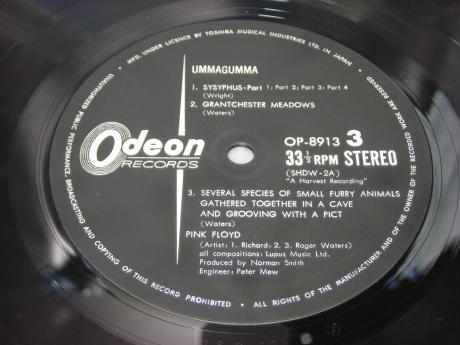 • MFD. UNDER LICENCE BY TOSHIBA MUSICAL INDUSTRIES LTD. IN JAPAN •
UNAUTHORIZED PUBLIC PERFORMANCE, BROADCASTING AND COPYING OF THIS RECORD PROHIBITED • ALL RIGHTS OF THE MANUFACTURER AND OF THE OWNER OF THE RECORDED WORK ARE RESERVED
UMMAGUMMA
1. SYSYPHUS-Part 1; Part 2; Part 3; Part 4
(Wright)
2. GRANTCHESTER MEADOWS
(Waters)
Odeon
RECORDS
OP-8913 3
33⅓ RPM STEREO
(SHDW-2A)
"A Harvest Recording"
3. SEVERAL SPECIES OF SMALL FURRY ANIMALS
GATHERED TOGETHER IN A CAVE
AND GROOVING WITH A PICT
(Waters)
PINK FLOYD
(Artist: 1. Richard; 2. 3. Roger Waters)
all compositions: Lupus Music Ltd.
Produced by Norman Smith
Engineer: Peter Mew